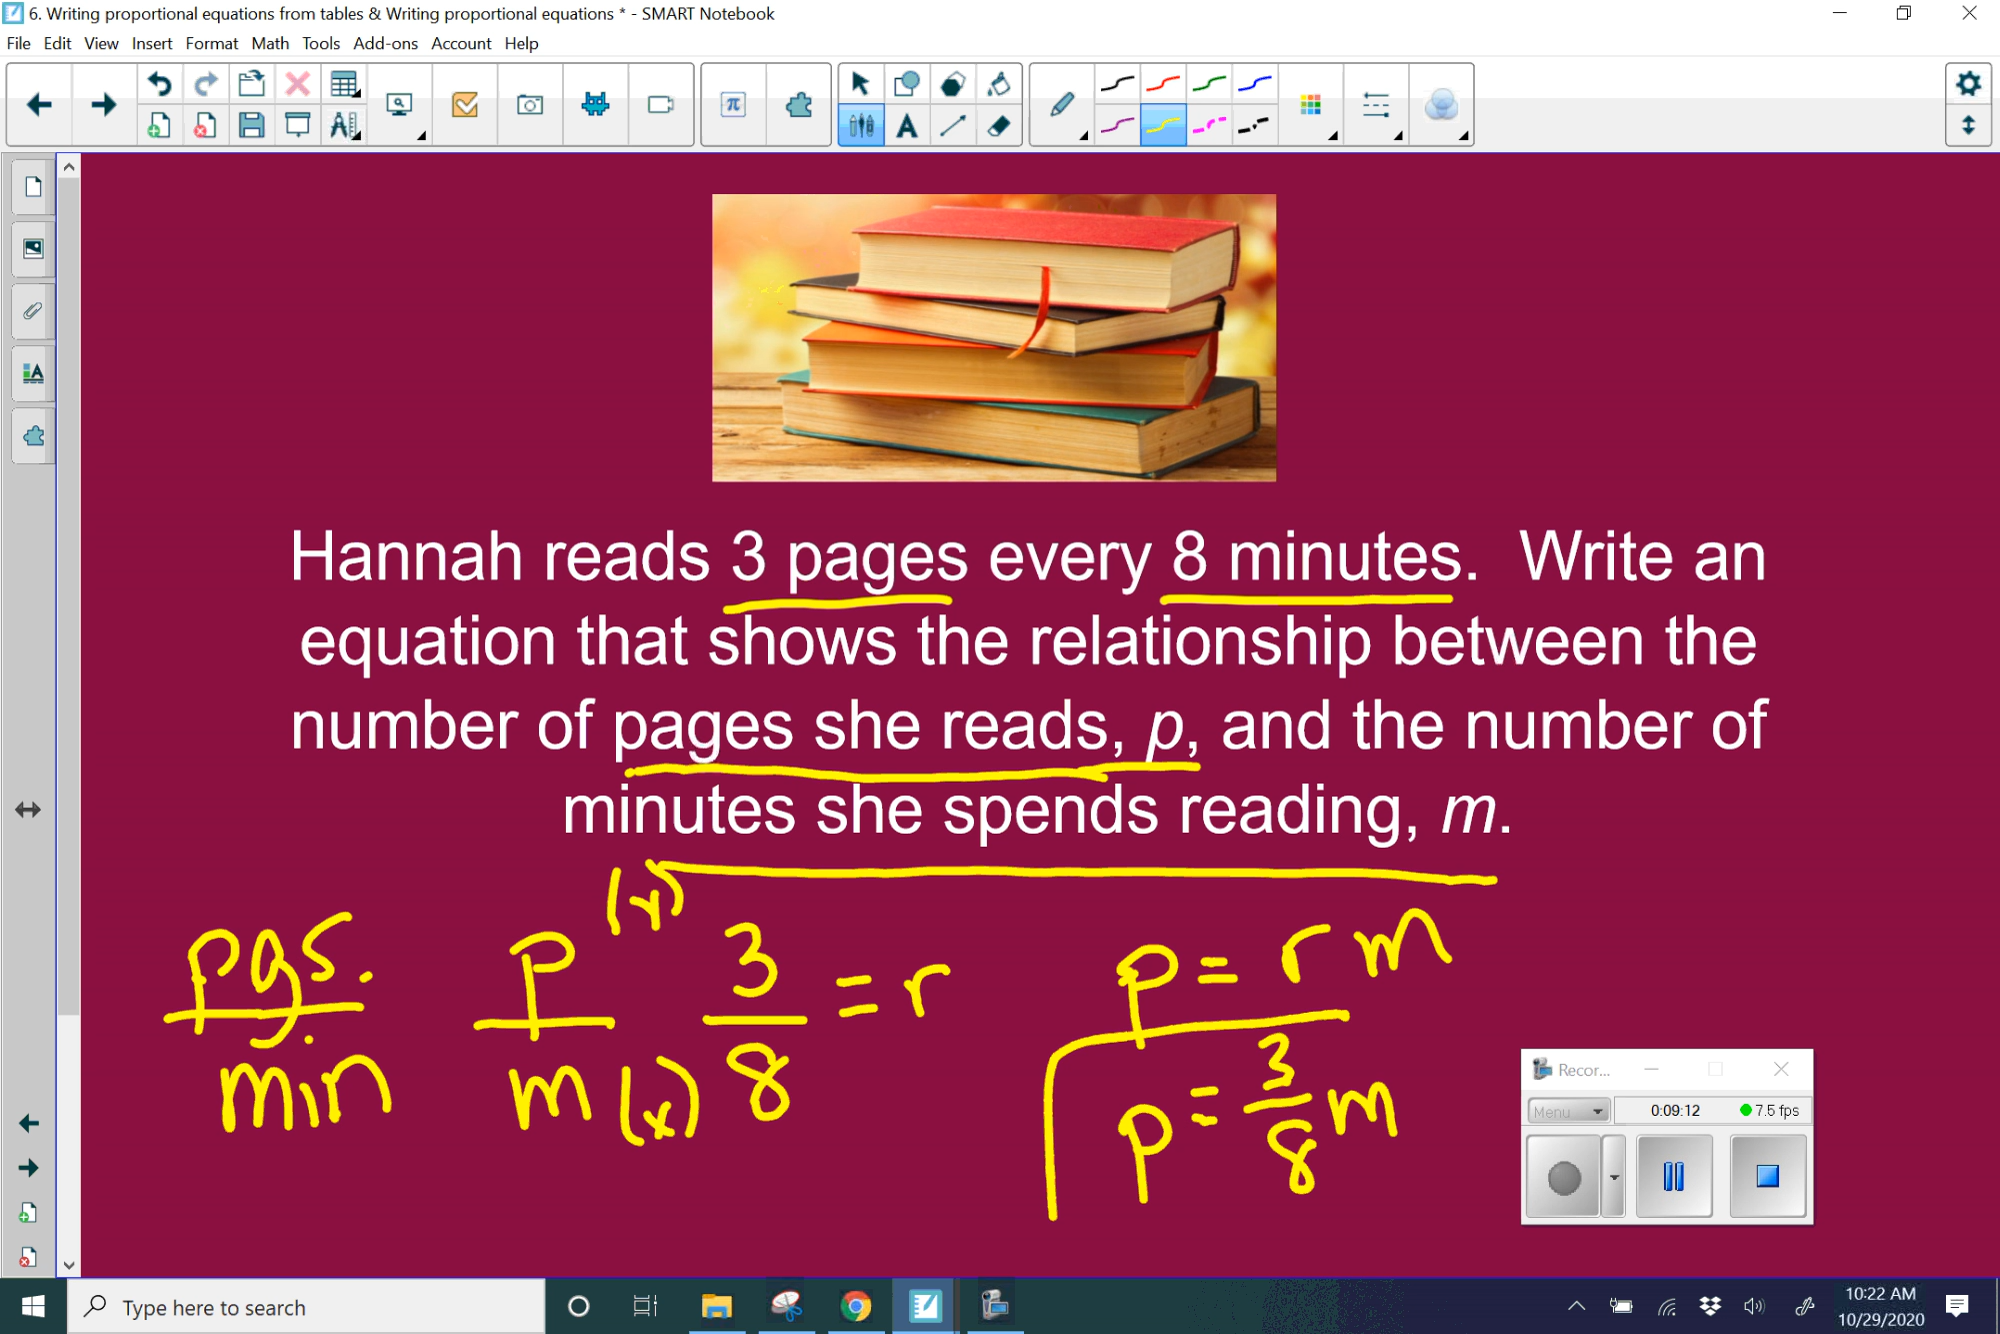 6. Writing proportional equations from tables & Writing proportional equations * - SMART Notebook
File Edit View Insert Format Math Tools Add-ons Account Help
Hannah reads 3 pages every 8 minutes. Write an
equation that shows the relationship between the
number of pages she reads, p, and the number of
minutes she spends reading, m.
pgs.
min
P (y)
m (x)
3
8
= r
p = r m
p = 3/8 m
Recor...
Menu 0:09:12 7.5 fps
Type here to search
10:22 AM
10/29/2020